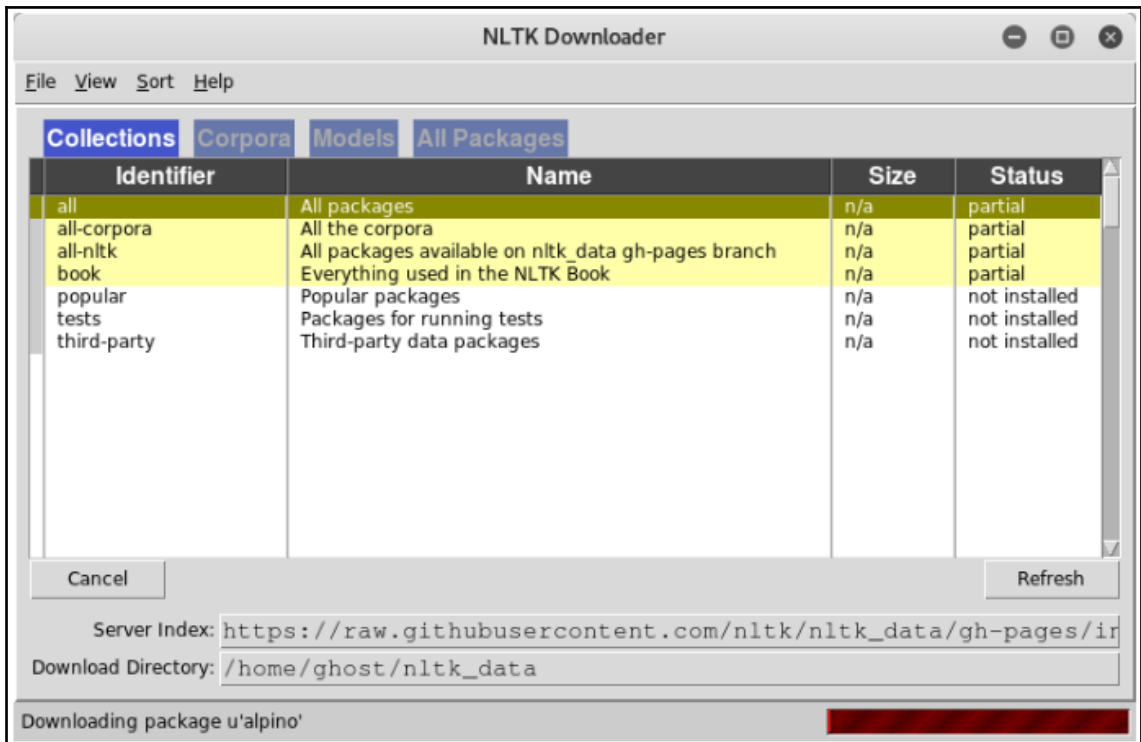 NLTK Downloader
File View Sort Help
Collections Corpora Models All Packages
Identifier Name Size Status
all All packages n/a partial
all-corpora All the corpora n/a partial
all-nltk All packages available on nltk_data gh-pages branch n/a partial
book Everything used in the NLTK Book n/a partial
popular Popular packages n/a not installed
tests Packages for running tests n/a not installed
third-party Third-party data packages n/a not installed
Cancel Refresh
Server Index: https://raw.githubusercontent.com/nltk/nltk_data/gh-pages/in
Download Directory: /home/ghost/nltk_data
Downloading package u'alpino'